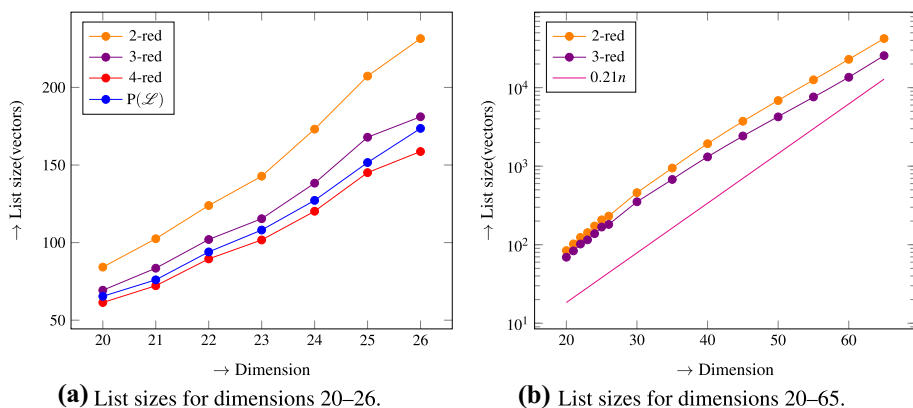 2-red
3-red
4-red
P(ℒ)
200
150
100
50
→ List size(vectors)
20 21 22 23 24 25 26
→ Dimension
(a) List sizes for dimensions 20–26.
2-red
3-red
0.21n
10^4
10^3
10^2
10^1
→ List size(vectors)
20 30 40 50 60
→ Dimension
(b) List sizes for dimensions 20–65.